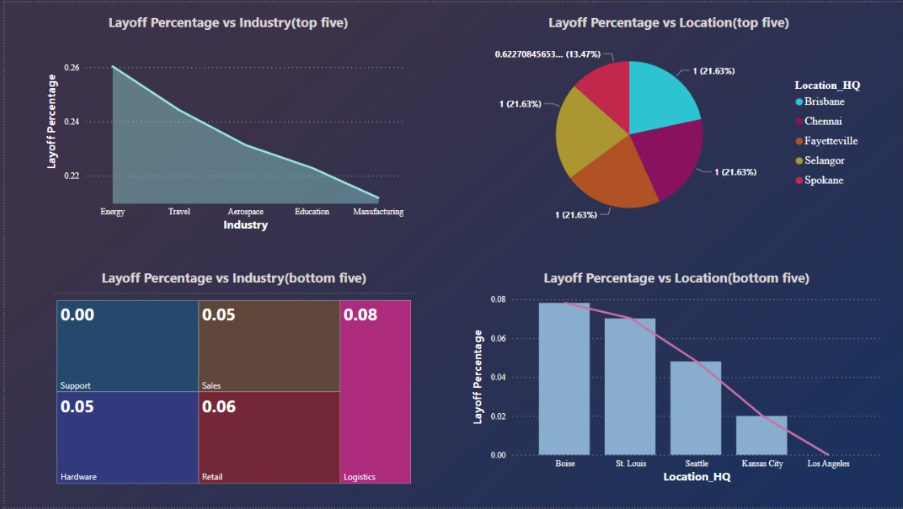 Layoff Percentage vs Industry(top five)
Layoff Percentage
0.26
0.24
0.22
Energy
Travel
Aerospace
Education
Manufacturing
Industry
Layoff Percentage vs Location(top five)
0.62270845653... (13.47%)
1 (21.63%)
1 (21.63%)
1 (21.63%)
1 (21.63%)
Location_HQ
Brisbane
Chennai
Fayetteville
Selangor
Spokane
Layoff Percentage vs Industry(bottom five)
0.00
Support
0.05
Sales
0.08
Logistics
0.05
Hardware
0.06
Retail
Layoff Percentage vs Location(bottom five)
Layoff Percentage
0.08
0.06
0.04
0.02
0.00
Boise
St. Louis
Seattle
Kansas City
Los Angeles
Location_HQ